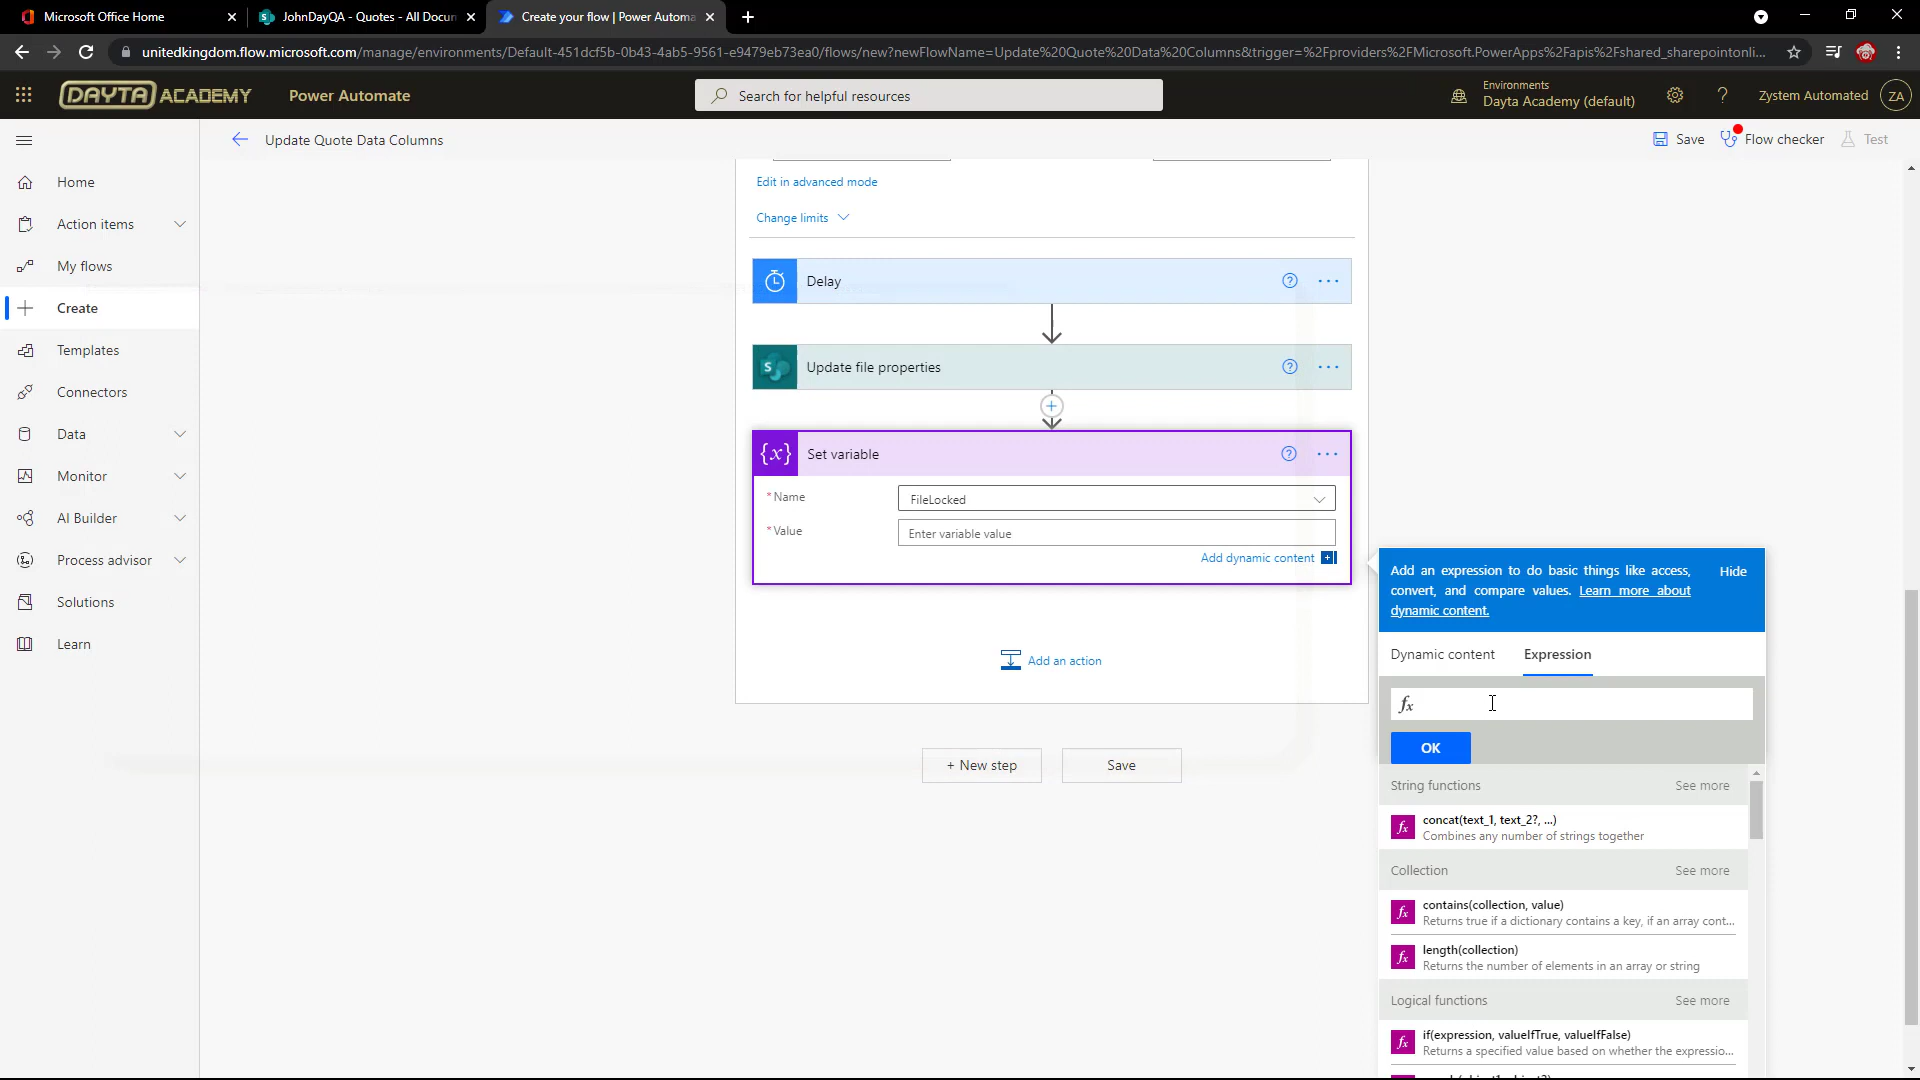 Microsoft Office Home
JohnDayQA - Quotes - All Docun
Create your flow | Power Automa
unitedkingdom.flow.microsoft.com/manage/environments/Default-451dcf5b-0b43-4ab5-9561-e9479eb73ea0/flows/new?newFlowName=Update%20Quote%20Data%20Columns&trigger=%2Fproviders%2FMicrosoft.PowerApps%2Fapis%2Fshared_sharepointonli...
DAYTA ACADEMY
Power Automate
Search for helpful resources
Environments
Dayta Academy (default)
?
Zystem Automated
ZA
Update Quote Data Columns
Save
Flow checker
Test
Home
Action items
My flows
Create
Templates
Connectors
Data
Monitor
AI Builder
Process advisor
Solutions
Learn
Edit in advanced mode
Change limits
Delay
Update file properties
{x} Set variable
* Name
FileLocked
* Value
Enter variable value
Add dynamic content
Add an action
+ New step
Save
Add an expression to do basic things like access,
convert, and compare values. Learn more about
dynamic content.
Hide
Dynamic content
Expression
fx
OK
String functions
See more
fx
concat(text_1, text_2?, ...)
Combines any number of strings together
Collection
See more
fx
contains(collection, value)
Returns true if a dictionary contains a key, if an array cont...
fx
length(collection)
Returns the number of elements in an array or string
Logical functions
See more
fx
if(expression, valueIfTrue, valueIfFalse)
Returns a specified value based on whether the expressio...